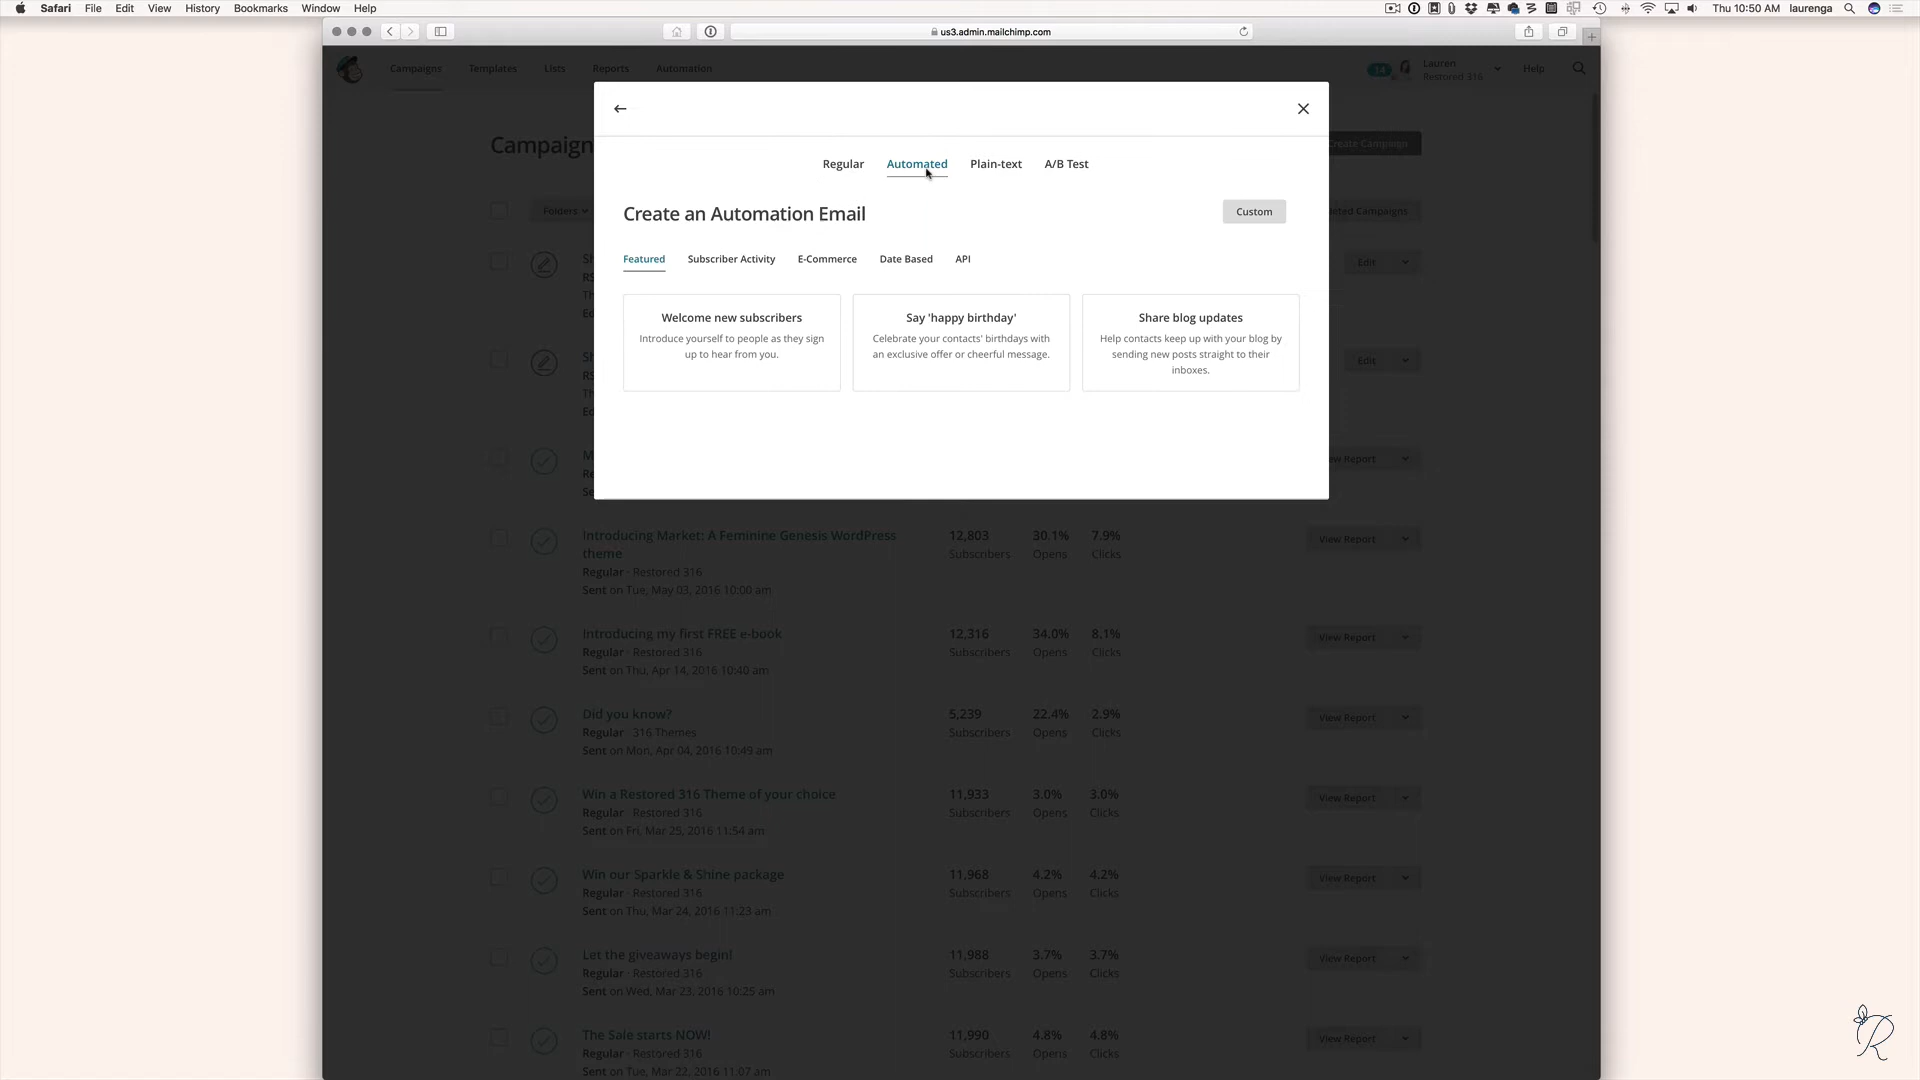 Safari File Edit View History Bookmarks Window Help
Thu 10:50 AM laurenga
us3.admin.mailchimp.com
Campaigns Templates Lists Reports Automation
14 Lauren Help
Restored 316
Regular Automated Plain-text A/B Test
Create Campaign
Create an Automation Email Custom
Folders
Campaigns
Featured Subscriber Activity E-Commerce Date Based API
Edit
Welcome new subscribers
Introduce yourself to people as they sign
up to hear from you.
Say 'happy birthday'
Celebrate your contacts' birthdays with
an exclusive offer or cheerful message.
Share blog updates
Help contacts keep up with your blog by
sending new posts straight to their
inboxes.
Edit
Report
Introducing Market: A Feminine Genesis WordPress
theme
Regular · Restored 316
Sent on Tue, May 03, 2016 10:00 am
12,803 30.1% 7.9%
Subscribers Opens Clicks
View Report
Introducing my first FREE e-book
Regular · Restored 316
Sent on Thu, Apr 14, 2016 10:40 am
12,316 34.0% 8.1%
Subscribers Opens Clicks
View Report
Did you know?
Regular · 316 Themes
Sent on Mon, Apr 04, 2016 10:49 am
5,239 22.4% 2.9%
Subscribers Opens Clicks
View Report
Win a Restored 316 Theme of your choice
Regular · Restored 316
Sent on Fri, Mar 25, 2016 11:54 am
11,933 3.0% 3.0%
Subscribers Opens Clicks
View Report
Win our Sparkle & Shine package
Regular · Restored 316
Sent on Thu, Mar 24, 2016 11:23 am
11,968 4.2% 4.2%
Subscribers Opens Clicks
View Report
Let the giveaways begin!
Regular · Restored 316
Sent on Wed, Mar 23, 2016 10:25 am
11,988 3.7% 3.7%
Subscribers Opens Clicks
View Report
The Sale starts NOW!
Regular · Restored 316
Sent on Tue, Mar 22, 2016 11:07 am
11,990 4.8% 4.8%
Subscribers Opens Clicks
View Report
R